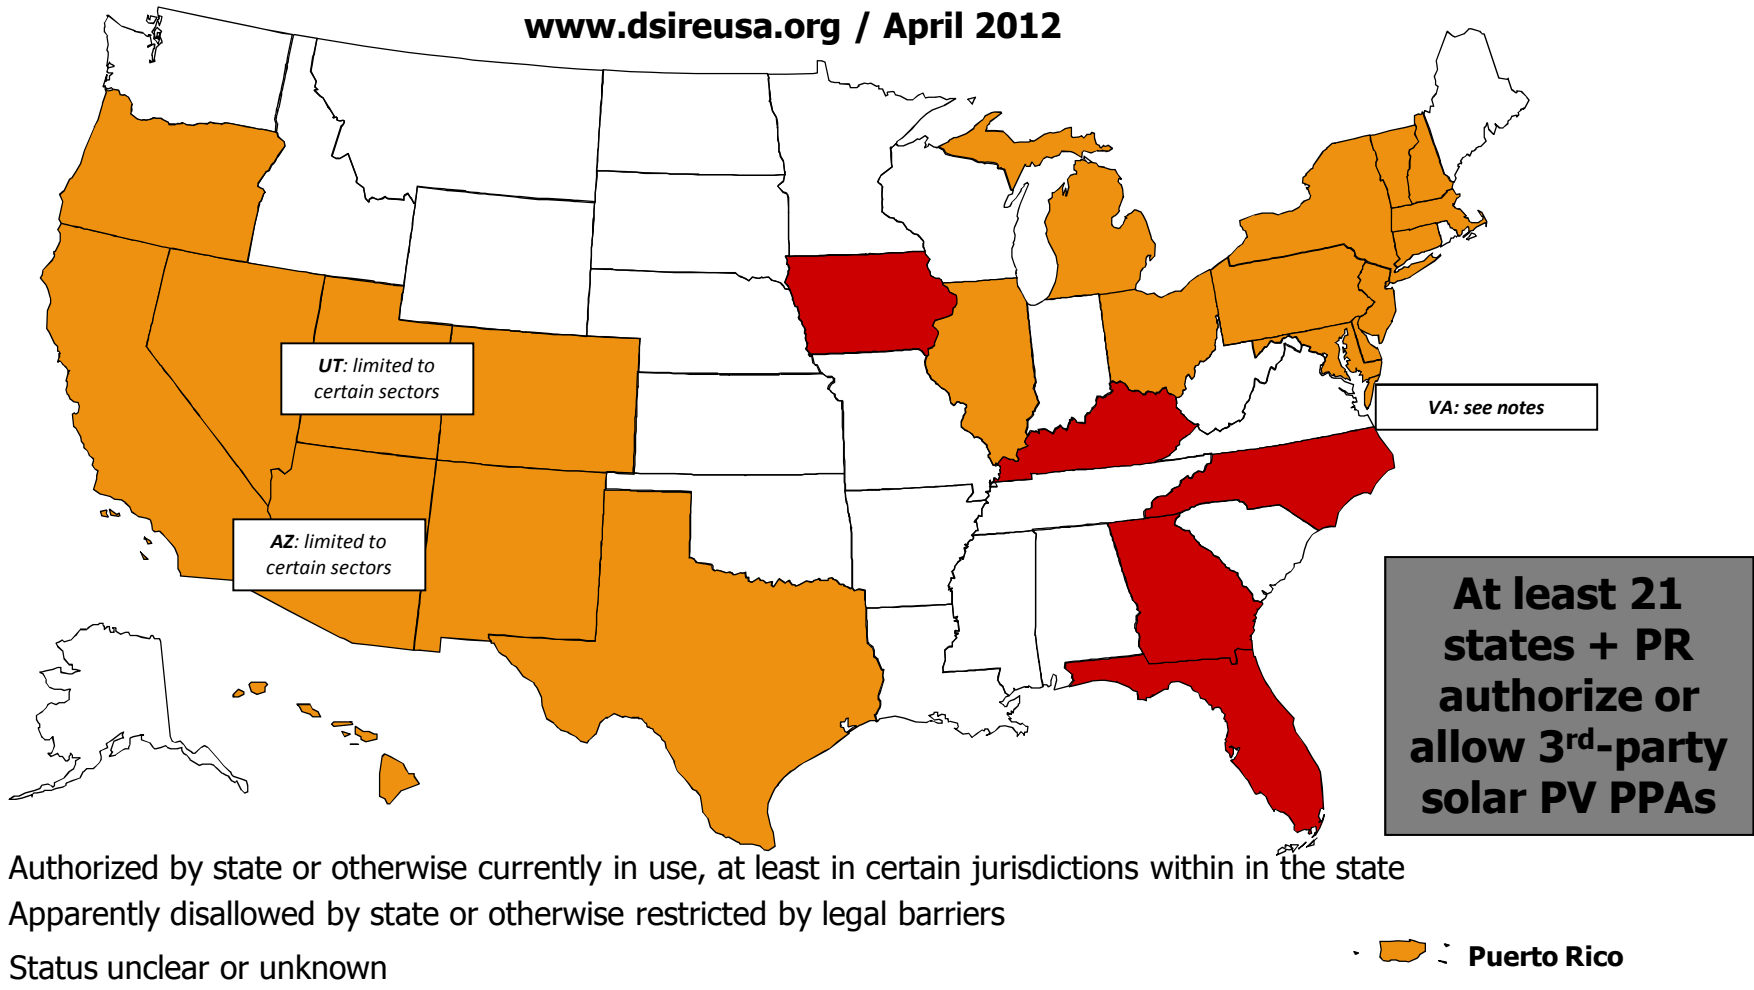 www.dsireusa.org / April 2012
UT: limited to
certain sectors
VA: see notes
AZ: limited to
certain sectors
At least 21
states + PR
authorize or
allow 3rd-party
solar PV PPAs
Authorized by state or otherwise currently in use, at least in certain jurisdictions within in the state
Apparently disallowed by state or otherwise restricted by legal barriers
Status unclear or unknown
Puerto Rico